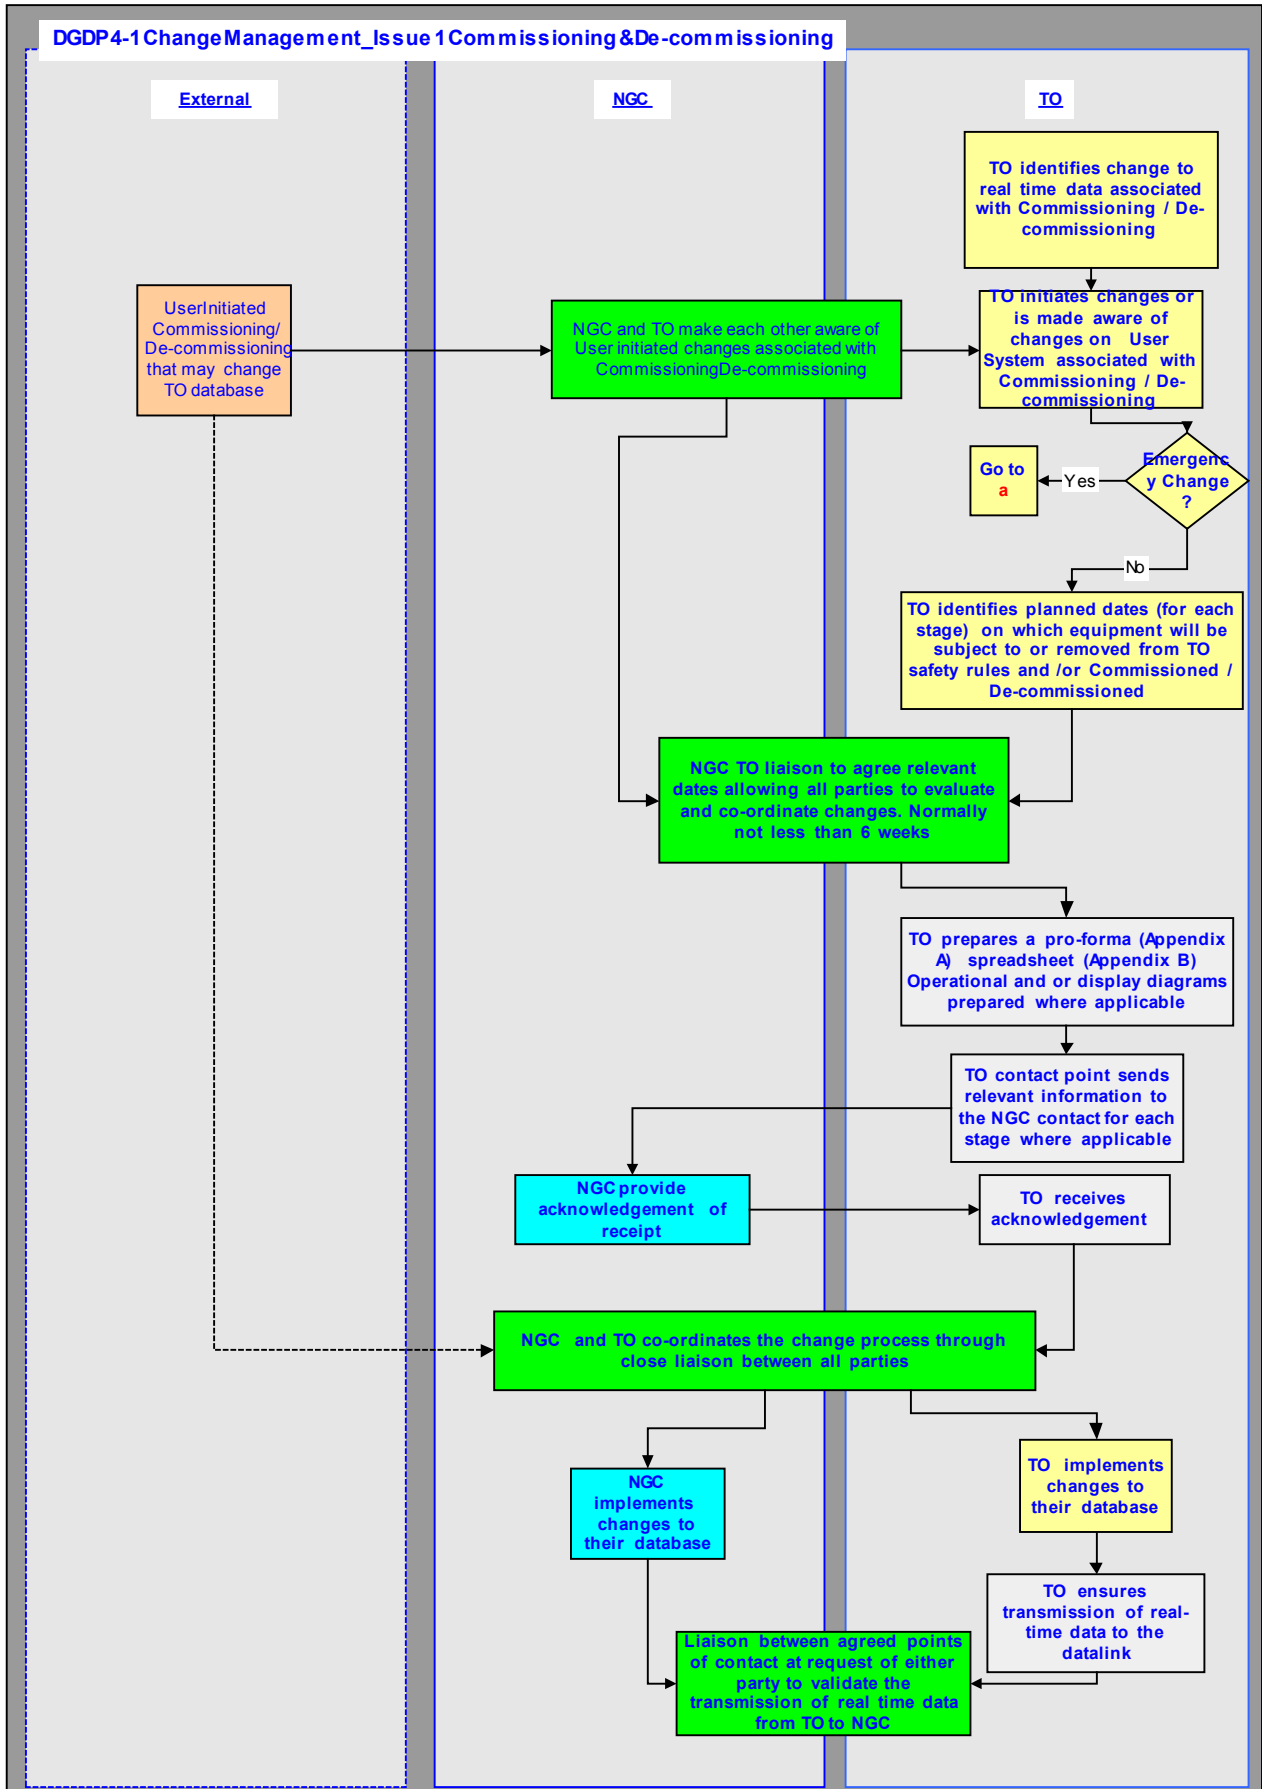 DGDP4-1ChangeManagement_Issue1Commissioning&De-commissioning
External
NGC
TO
TO identifies change to
real time data associated
with Commissioning / De-
commissioning
UserInitiated
Commissioning/
De-commissioning
that may change
TO database
NGC and TO make each other aware of
User initiated changes associated with
CommissioningDe-commissioning
TO initiates changes or
is made aware of
changes on User
System associated with
Commissioning / De-
commissioning
Go to
a
Yes
Emergenc
y Change
?
No
TO identifies planned dates (for each
stage) on which equipment will be
subject to or removed from TO
safety rules and /or Commissioned /
De-commissioned
NGC TO liaison to agree relevant
dates allowing all parties to evaluate
and co-ordinate changes. Normally
not less than 6 weeks
TO prepares a pro-forma (Appendix
A) spreadsheet (Appendix B)
Operational and or display diagrams
prepared where applicable
TO contact point sends
relevant information to
the NGC contact for each
stage where applicable
NGC provide
acknowledgement of
receipt
TO receives
acknowledgement
NGC and TO co-ordinates the change process through
close liaison between all parties
NGC
implements
changes to
their database
TO implements
changes to
their database
TO ensures
transmission of real-
time data to the
datalink
Liaison between agreed points
of contact at request of either
party to validate the
transmission of real time data
from TO to NGC